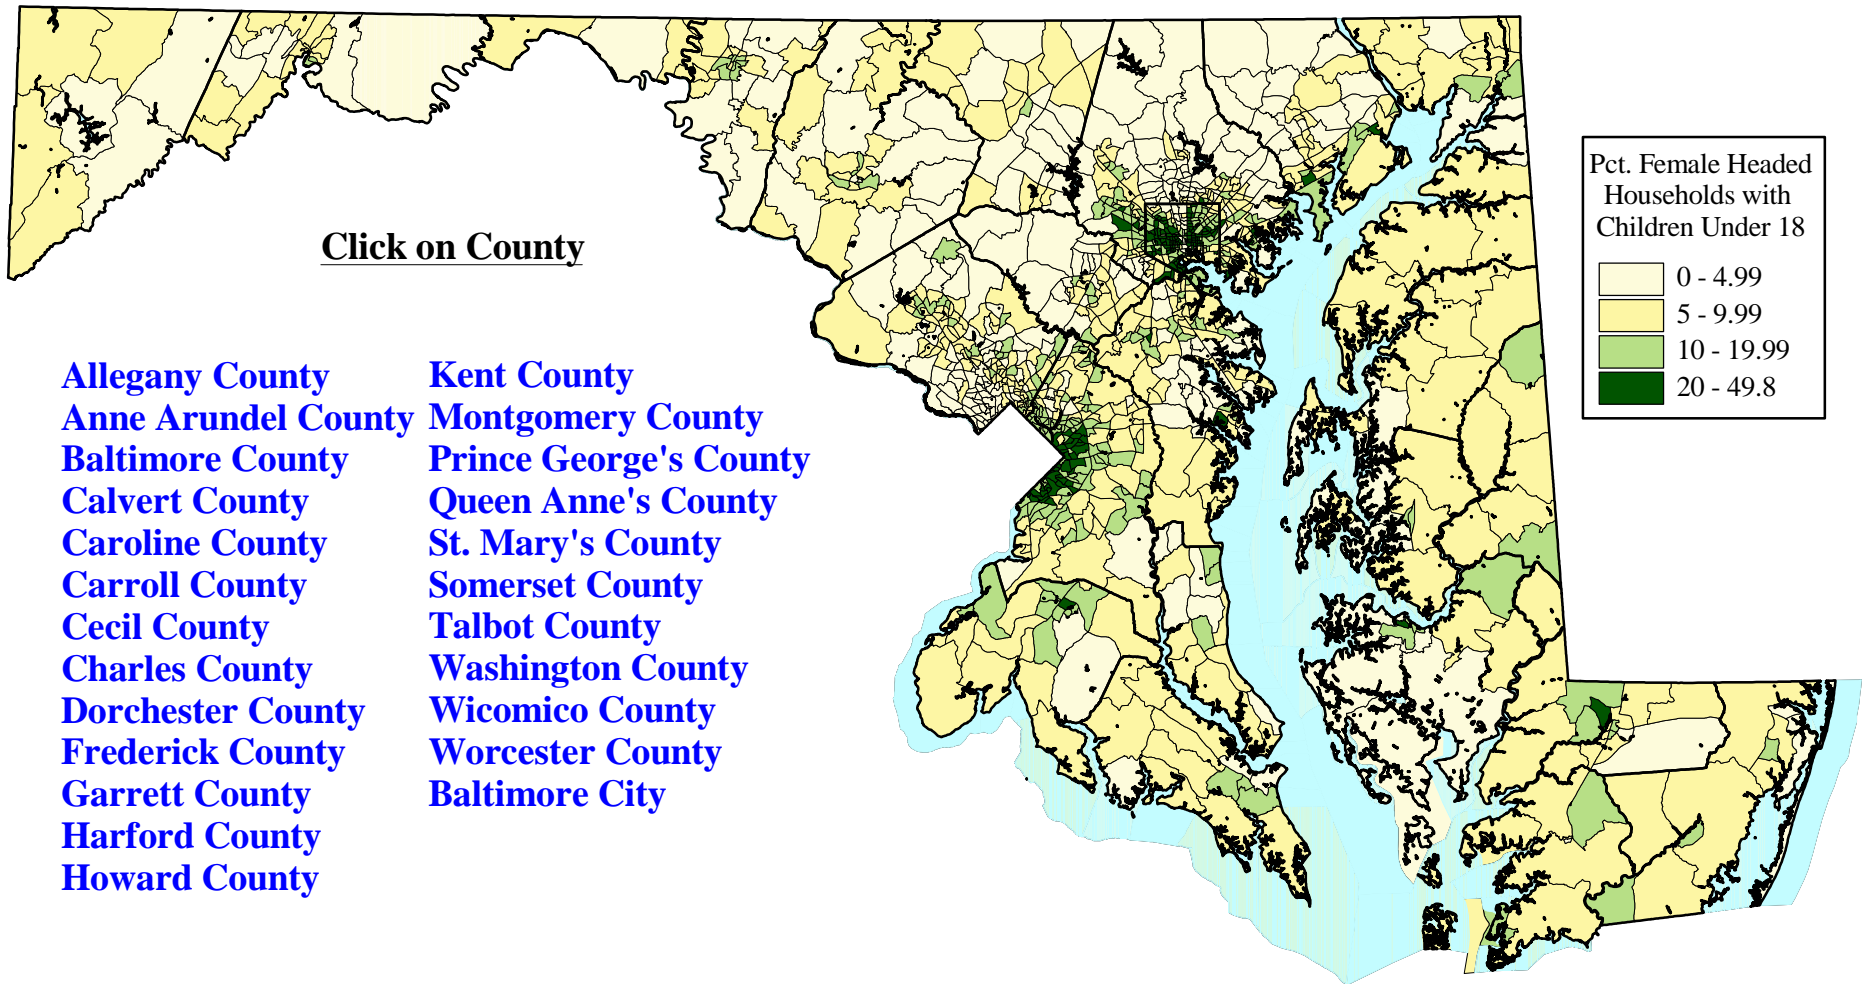 Click on County
Allegany County
Anne Arundel County
Baltimore County
Calvert County
Caroline County
Carroll County
Cecil County
Charles County
Dorchester County
Frederick County
Garrett County
Harford County
Howard County
Kent County
Montgomery County
Prince George's County
Queen Anne's County
St. Mary's County
Somerset County
Talbot County
Washington County
Wicomico County
Worcester County
Baltimore City
Pct. Female Headed
Households with
Children Under 18
0 - 4.99
5 - 9.99
10 - 19.99
20 - 49.8